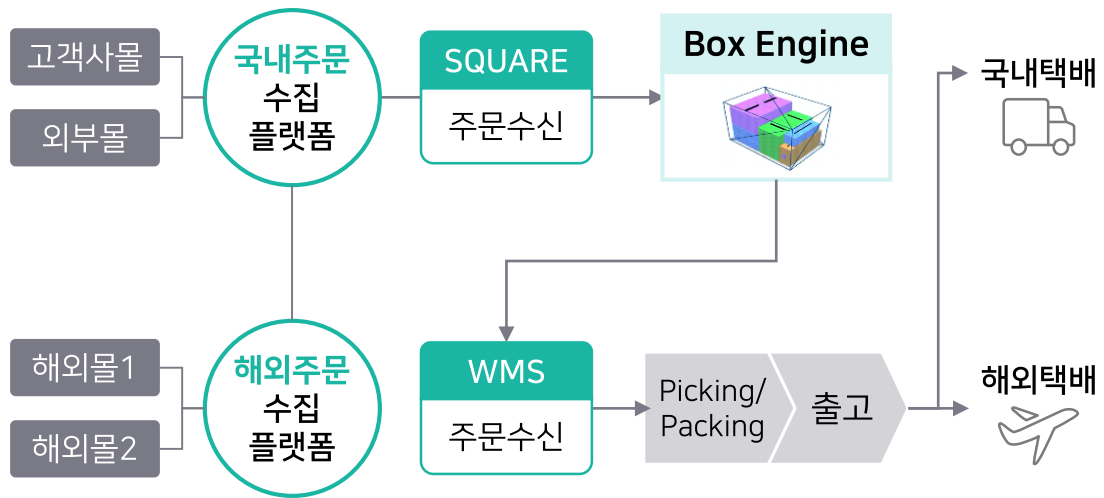 고객사몰
외부몰
국내주문
수집
플랫폼
SQUARE
주문수신
Box Engine
국내택배
해외몰1
해외몰2
해외주문
수집
플랫폼
WMS
주문수신
Picking/
Packing
출고
해외택배